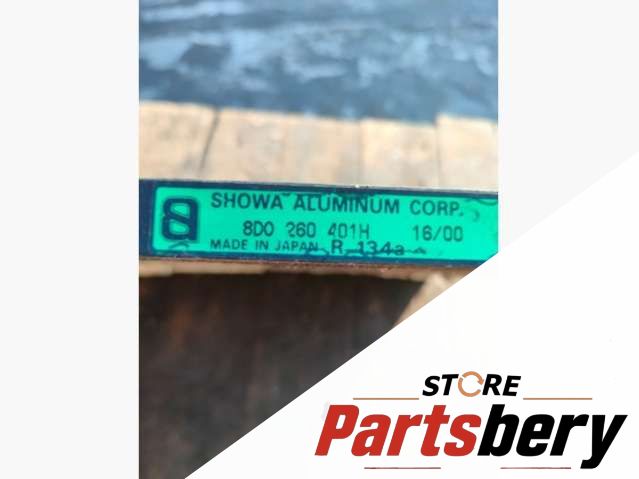 SHOWA ALUMINUM CORP.
8D0 260 401H 16/00
MADE IN JAPAN R 134a
STORE
Partsbery